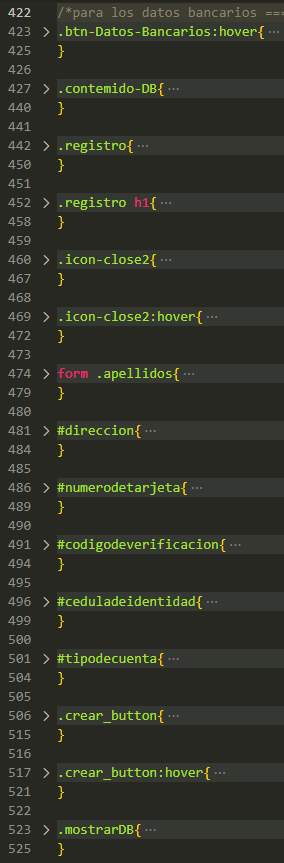 422 /*para los datos bancarios ==
423 > .btn-Datos-Bancarios:hover{ ...
425 }
426
427 > .contemido-DB{ ...
440 }
441
442 > .registro{ ...
450 }
451
452 > .registro h1{ ...
458 }
459
460 > .icon-close2{ ...
467 }
468
469 > .icon-close2:hover{ ...
472 }
473
474 > form .apellidos{ ...
479 }
480
481 > #direccion{ ...
484 }
485
486 > #numerodetarjeta{ ...
489 }
490
491 > #codigodeverificacion{ ...
494 }
495
496 > #ceduladeidentidad{ ...
499 }
500
501 > #tipodecuenta{ ...
504 }
505
506 > .crear_button{ ...
515 }
516
517 > .crear_button:hover{ ...
521 }
522
523 > .mostrarDB{ ...
525 }